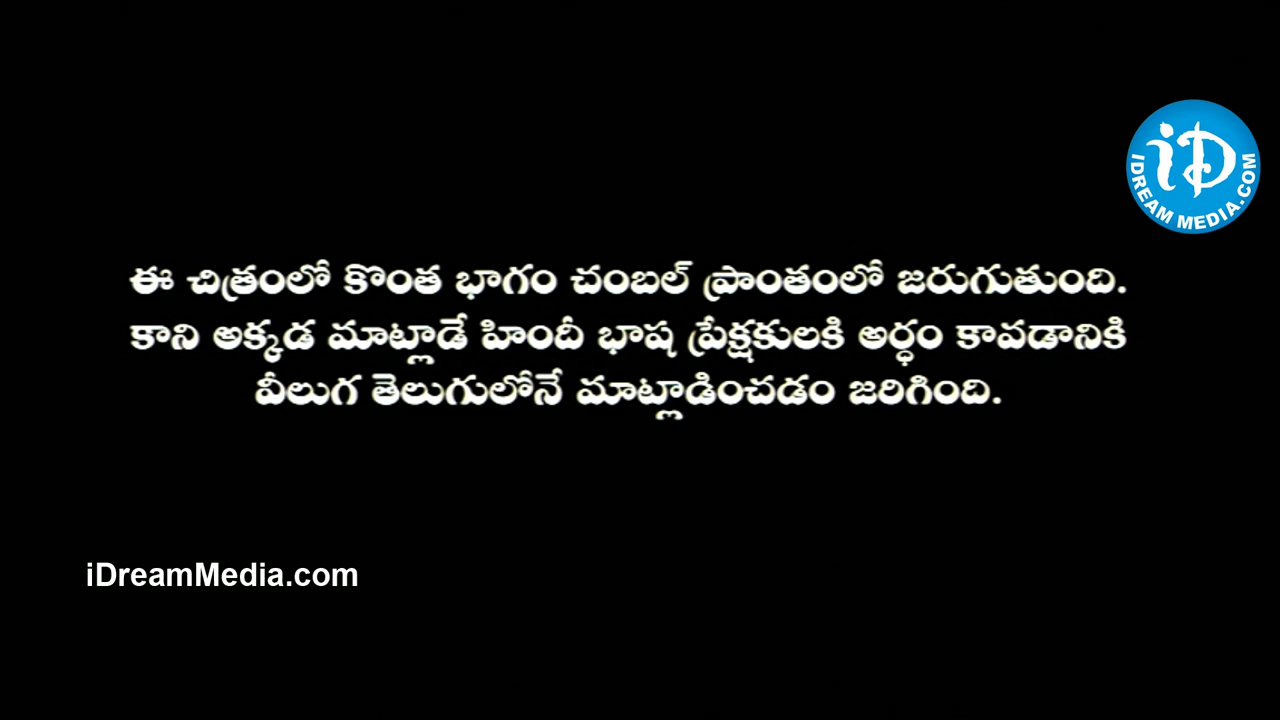 iD
IDREAM MEDIA.COM
ఈ చిత్రంలో కొంత భాగం చంబల్ ప్రాంతంలో జరుగుతుంది.
కాని అక్కడ మాట్లాడే హిందీ భాష ప్రేక్షకులకి అర్ధం కావడానికి
వీలుగ తెలుగులోనే మాట్లాడించడం జరిగింది.
iDreamMedia.com